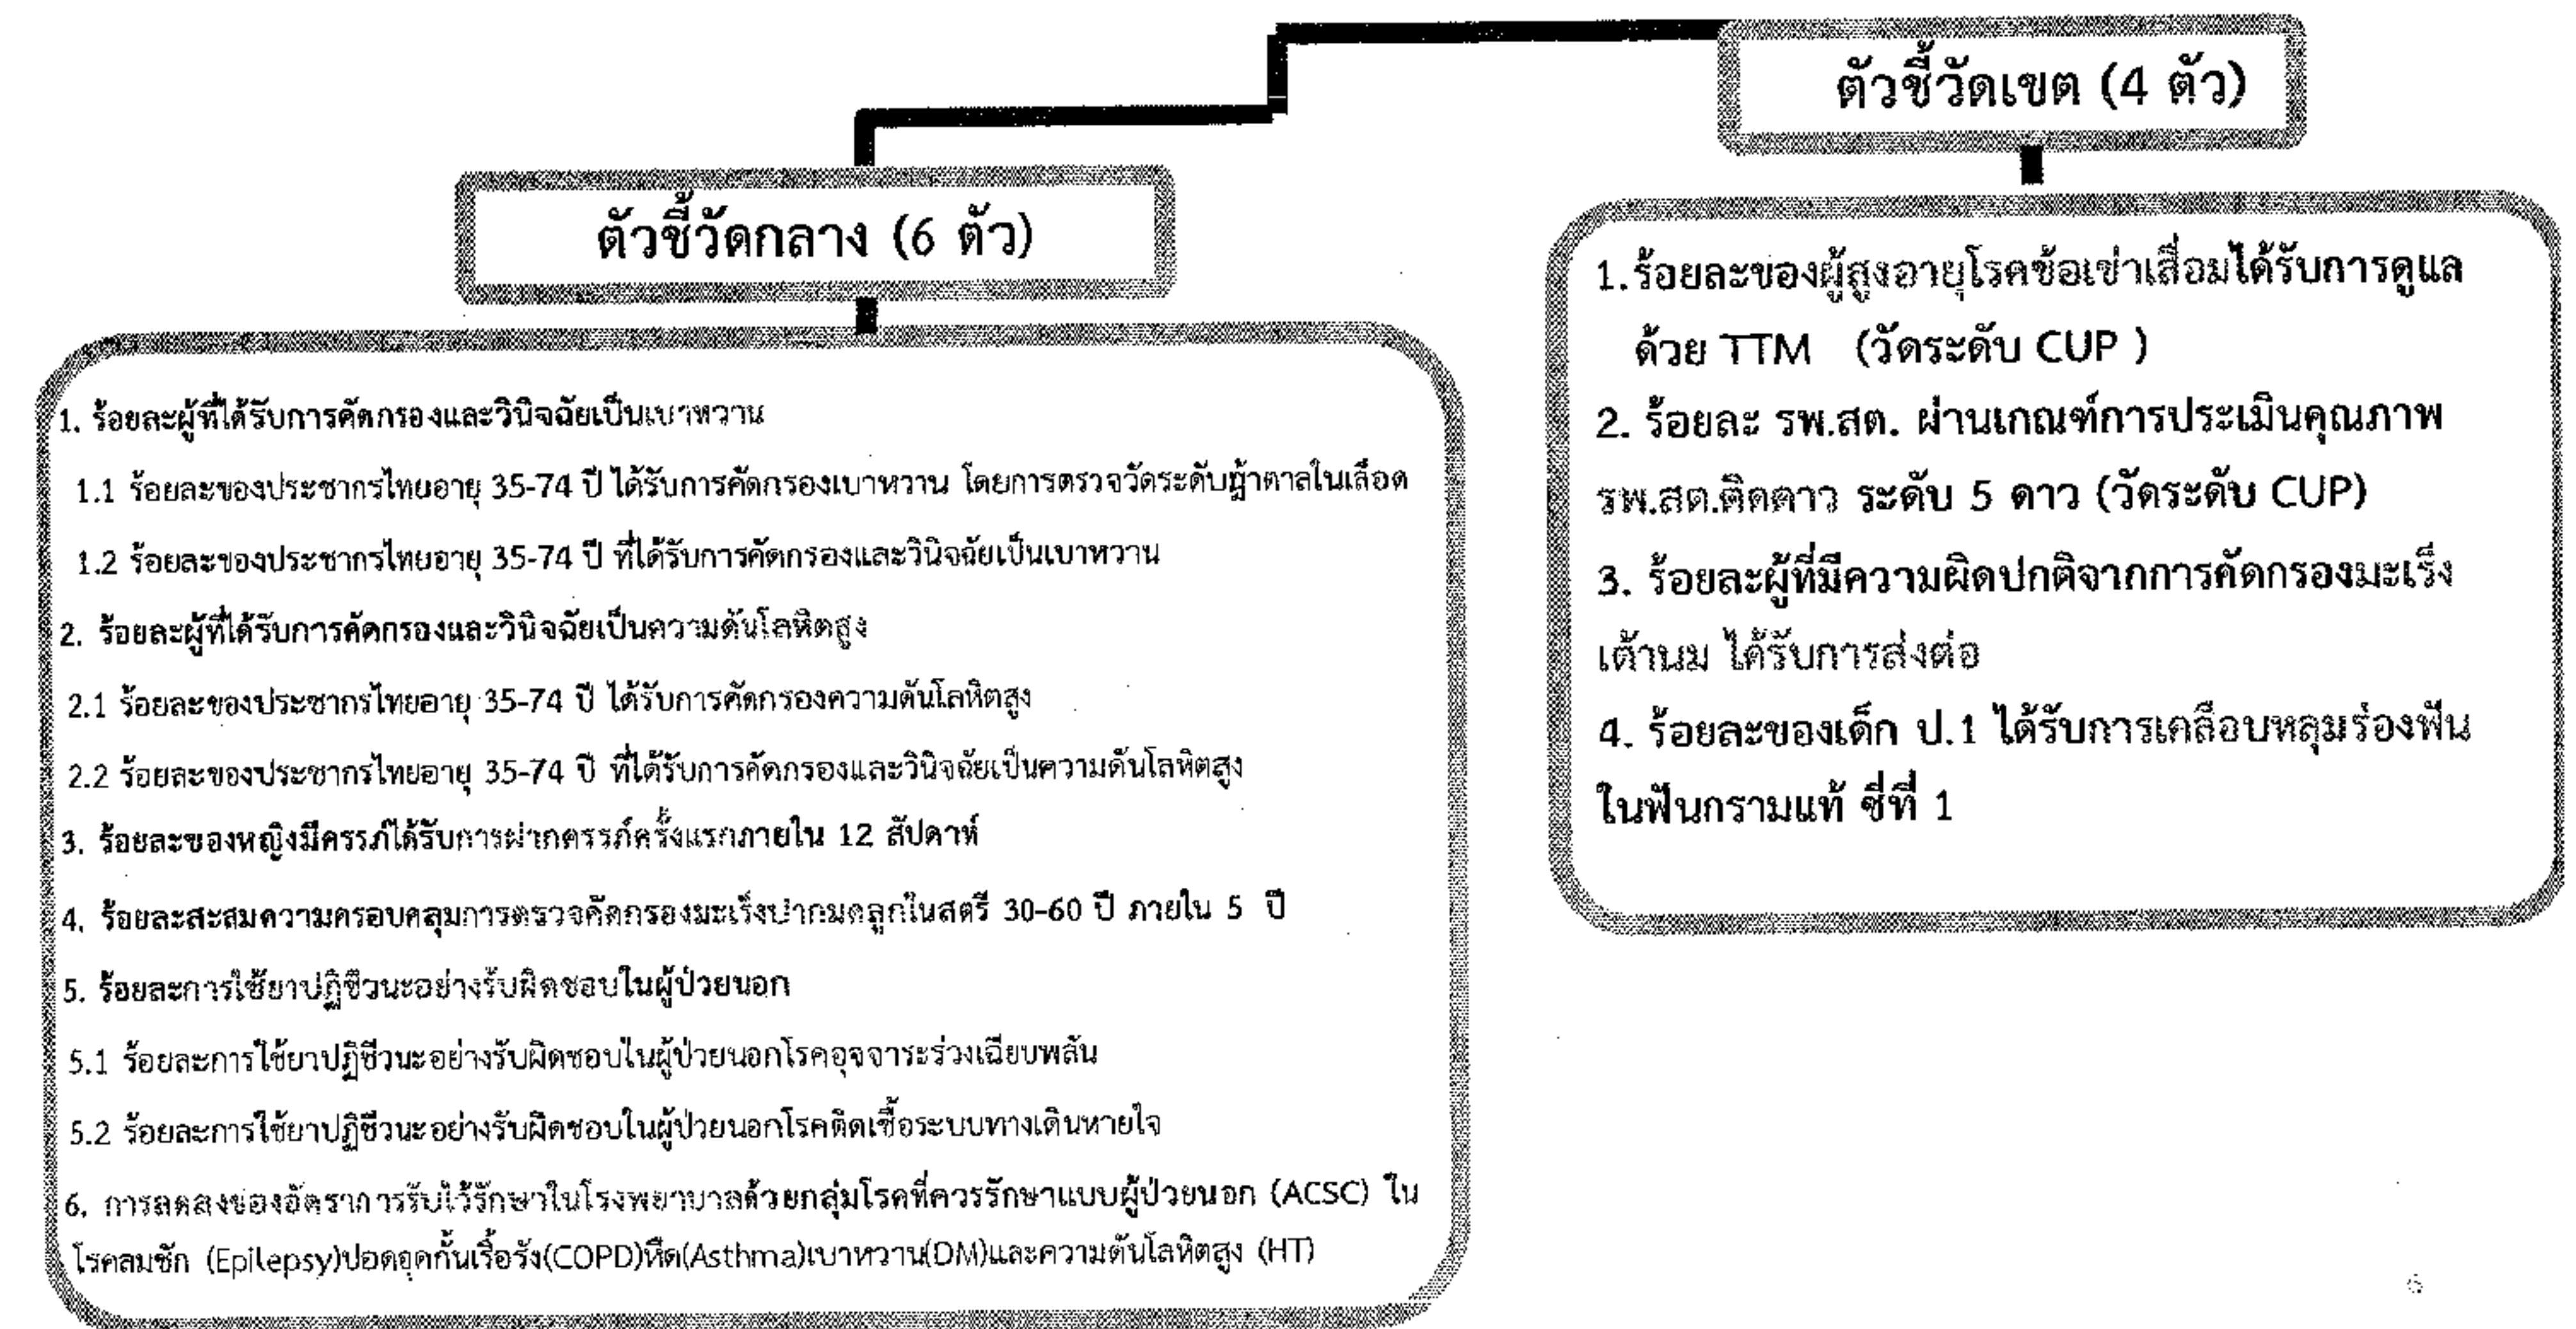 ตัวชี้วัดกลาง (6 ตัว)
1. ร้อยละผู้ที่ได้รับการคัดกรองและวินิจฉัยเป็นเบาหวาน
1.1 ร้อยละของประชากรไทยอายุ 35-74 ปี ได้รับการคัดกรองเบาหวาน โดยการตรวจวัดระดับน้ำตาลในเลือด
1.2 ร้อยละของประชากรไทยอายุ 35-74 ปี ที่ได้รับการคัดกรองและวินิจฉัยเป็นเบาหวาน
2. ร้อยละผู้ที่ได้รับการคัดกรองและวินิจฉัยเป็นความดันโลหิตสูง
2.1 ร้อยละของประชากรไทยอายุ 35-74 ปี ได้รับการคัดกรองความดันโลหิตสูง
2.2 ร้อยละของประชากรไทยอายุ 35-74 ปี ที่ได้รับการคัดกรองและวินิจฉัยเป็นความดันโลหิตสูง
3. ร้อยละของหญิงมีครรภ์ได้รับการฝากครรภ์ครั้งแรกภายใน 12 สัปดาห์
4. ร้อยละสะสมความครอบคลุมการตรวจคัดกรองมะเร็งปากมดลูกในสตรี 30-60 ปี ภายใน 5 ปี
5. ร้อยละการใช้ยาปฏิชีวนะอย่างรับผิดชอบในผู้ป่วยนอก
5.1 ร้อยละการใช้ยาปฏิชีวนะอย่างรับผิดชอบในผู้ป่วยนอกโรคอุจจาระร่วงเฉียบพลัน
5.2 ร้อยละการใช้ยาปฏิชีวนะอย่างรับผิดชอบในผู้ป่วยนอกโรคติดเชื้อระบบทางเดินหายใจ
6. การลดลงของอัตราการรับไว้รักษาในโรงพยาบาลด้วยกลุ่มโรคที่ควรรักษาแบบผู้ป่วยนอก (ACSC) ใน
โรคลมชัก (Epilepsy)ปอดอุดกั้นเรื้อรัง(COPD)หืด(Asthma)เบาหวาน(DM)และความดันโลหิตสูง (HT)
ตัวชี้วัดเขต (4 ตัว)
1.ร้อยละของผู้สูงอายุโรคข้อเข่าเสื่อมได้รับการดูแล
ด้วย TTM (วัดระดับ CUP )
2. ร้อยละ รพ.สต. ผ่านเกณฑ์การประเมินคุณภาพ
รพ.สต.ติดดาว ระดับ 5 ดาว (วัดระดับ CUP)
3. ร้อยละผู้ที่มีความผิดปกติจากการคัดกรองมะเร็ง
เต้านม ได้รับการส่งต่อ
4. ร้อยละของเด็ก ป.1 ได้รับการเคลือบหลุมร่องฟัน
ในฟันกรามแท้ ซี่ที่ 1